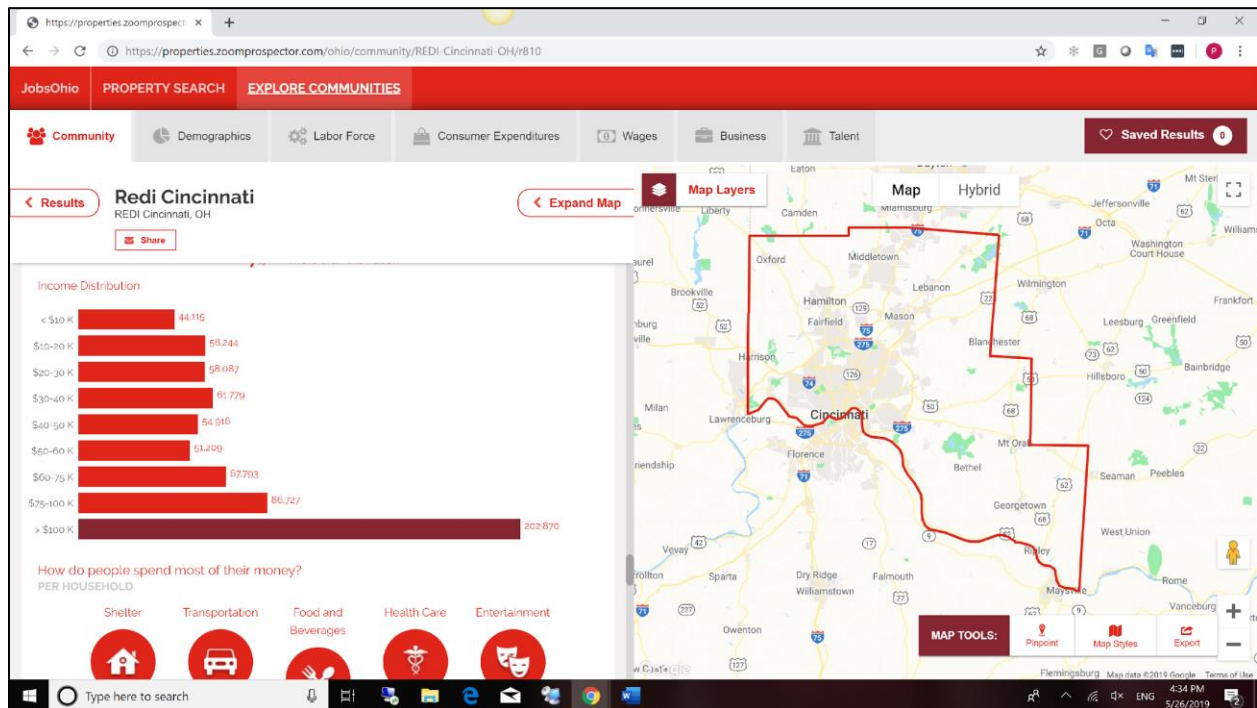 https://properties.zoomprospect
https://properties.zoomprospector.com/ohio/community/REDI-Cincinnati-OH/r810
JobsOhio PROPERTY SEARCH EXPLORE COMMUNITIES
Community Demographics Labor Force Consumer Expenditures Wages Business Talent Saved Results 0
Results
Redi Cincinnati
REDI Cincinnati, OH
Share
Expand Map
Income Distribution
< $10 K 44,115
$10-20 K 58,244
$20-30 K 58,087
$30-40 K 61,779
$40-50 K 54,916
$50-60 K 51,209
$60-75 K 67,793
$75-100 K 86,727
> $100 K 202,870
How do people spend most of their money?
PER HOUSEHOLD
Shelter Transportation Food and Beverages Health Care Entertainment
Map Layers
Map Hybrid
Eaton
Mt Ster
Liberty
Camden
Miamisburg
Jeffersonville
Octa
William
Washington
Court House
Oxford
Middletown
Brookville
Lebanon
Wilmington
Hamilton
Fairfield
Mason
Frankfort
Leesburg
Greenfield
Blanchester
Harrison
Hillsboro
Bainbridge
Milan
Lawrenceburg
Cincinnati
Florence
Mt Orab
Bethel
Seaman
Peebles
Georgetown
West Union
Ripley
Vevay
Sparta
Dry Ridge
Williamstown
Falmouth
Maysville
Rome
Vanceburg
Owenton
MAP TOOLS: Pinpoint Map Styles Export
Flemingsburg
Map data ©2019 Google Terms of Use
Type here to search
ENG
4:34 PM
5/26/2019